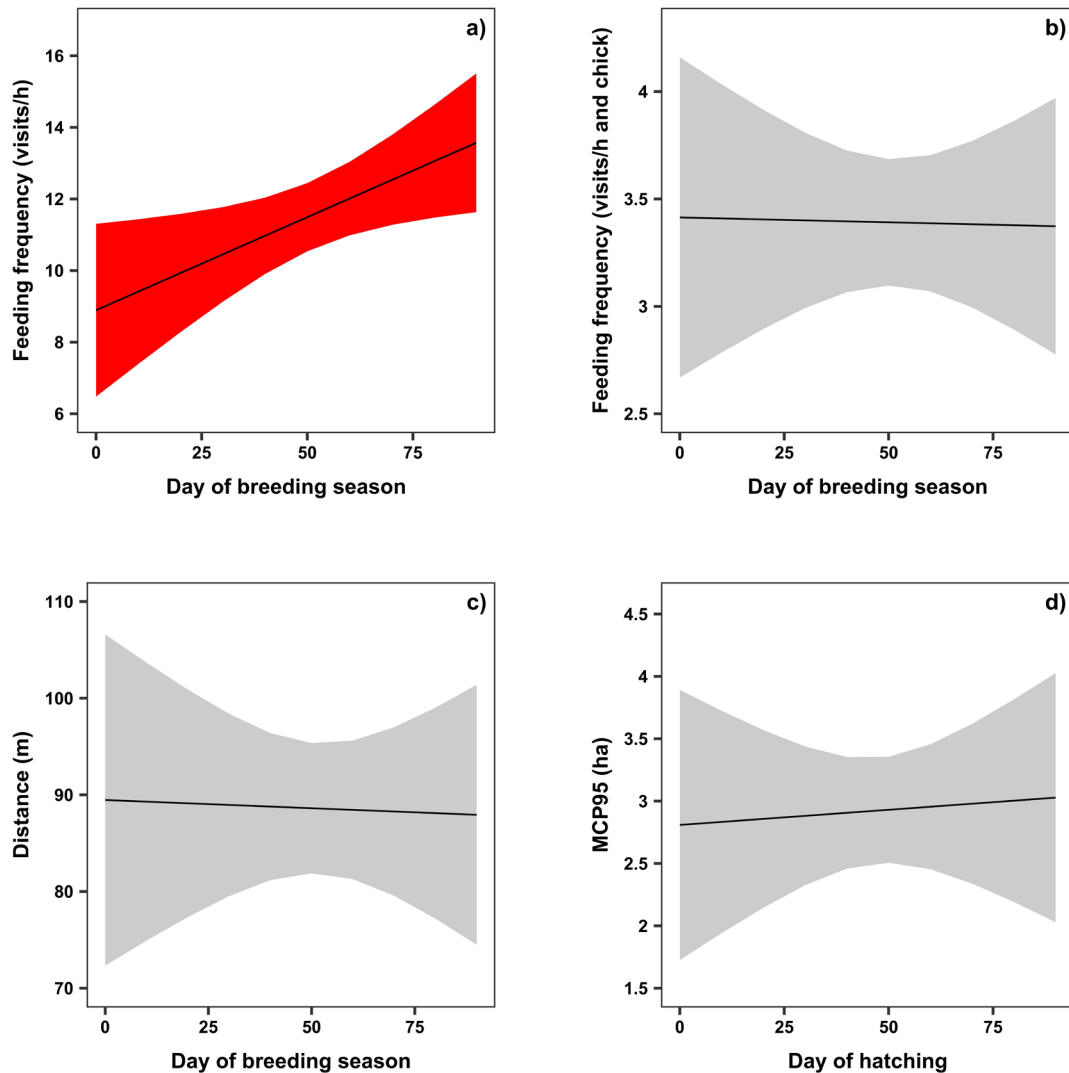 a)
Feeding frequency (visits/h)
16
14
12
10
8
6
0 25 50 75
Day of breeding season
b)
Feeding frequency (visits/h and chick)
4
3.5
3
2.5
0 25 50 75
Day of breeding season
c)
Distance (m)
110
100
90
80
70
0 25 50 75
Day of breeding season
d)
MCP95 (ha)
4.5
4
3.5
3
2.5
2
1.5
0 25 50 75
Day of hatching